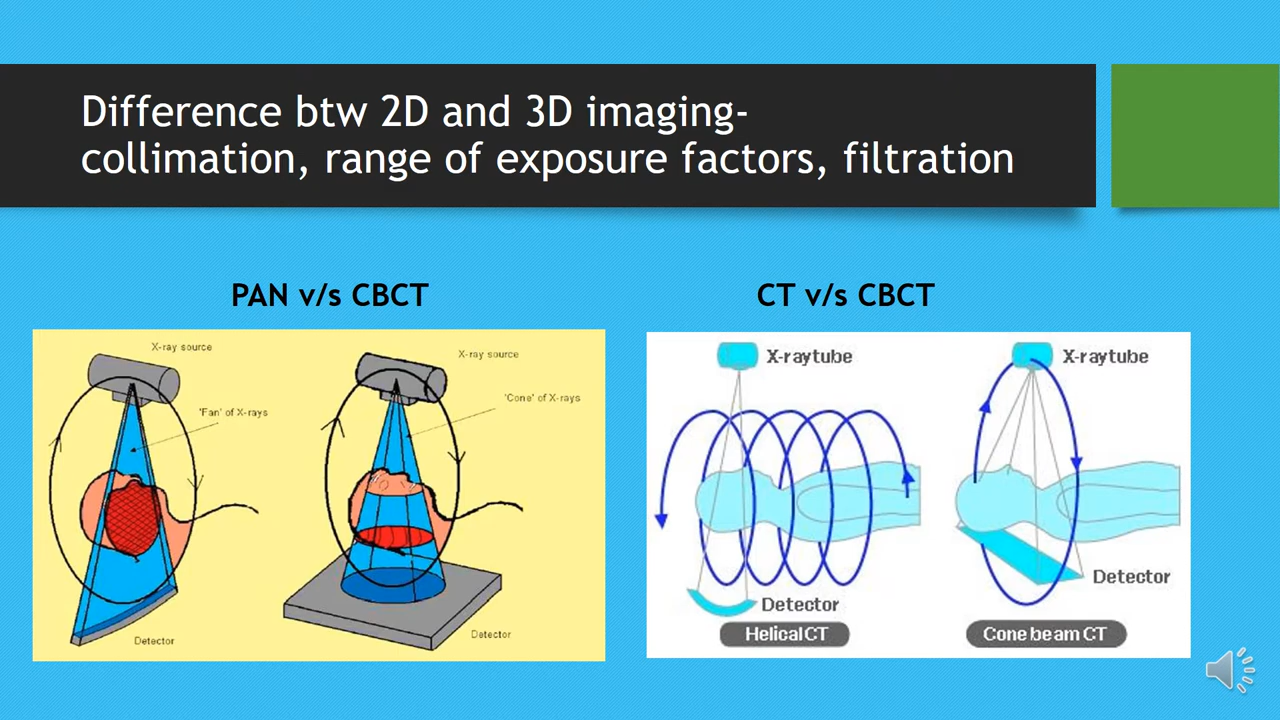 Difference btw 2D and 3D imaging-
collimation, range of exposure factors, filtration
PAN v/s CBCT
X-ray source
'Fan' of X-rays
Detector
X-ray source
'Cone' of X-rays
Detector
CT v/s CBCT
X-raytube
Detector
Helical CT
X-raytube
Detector
Cone beam CT